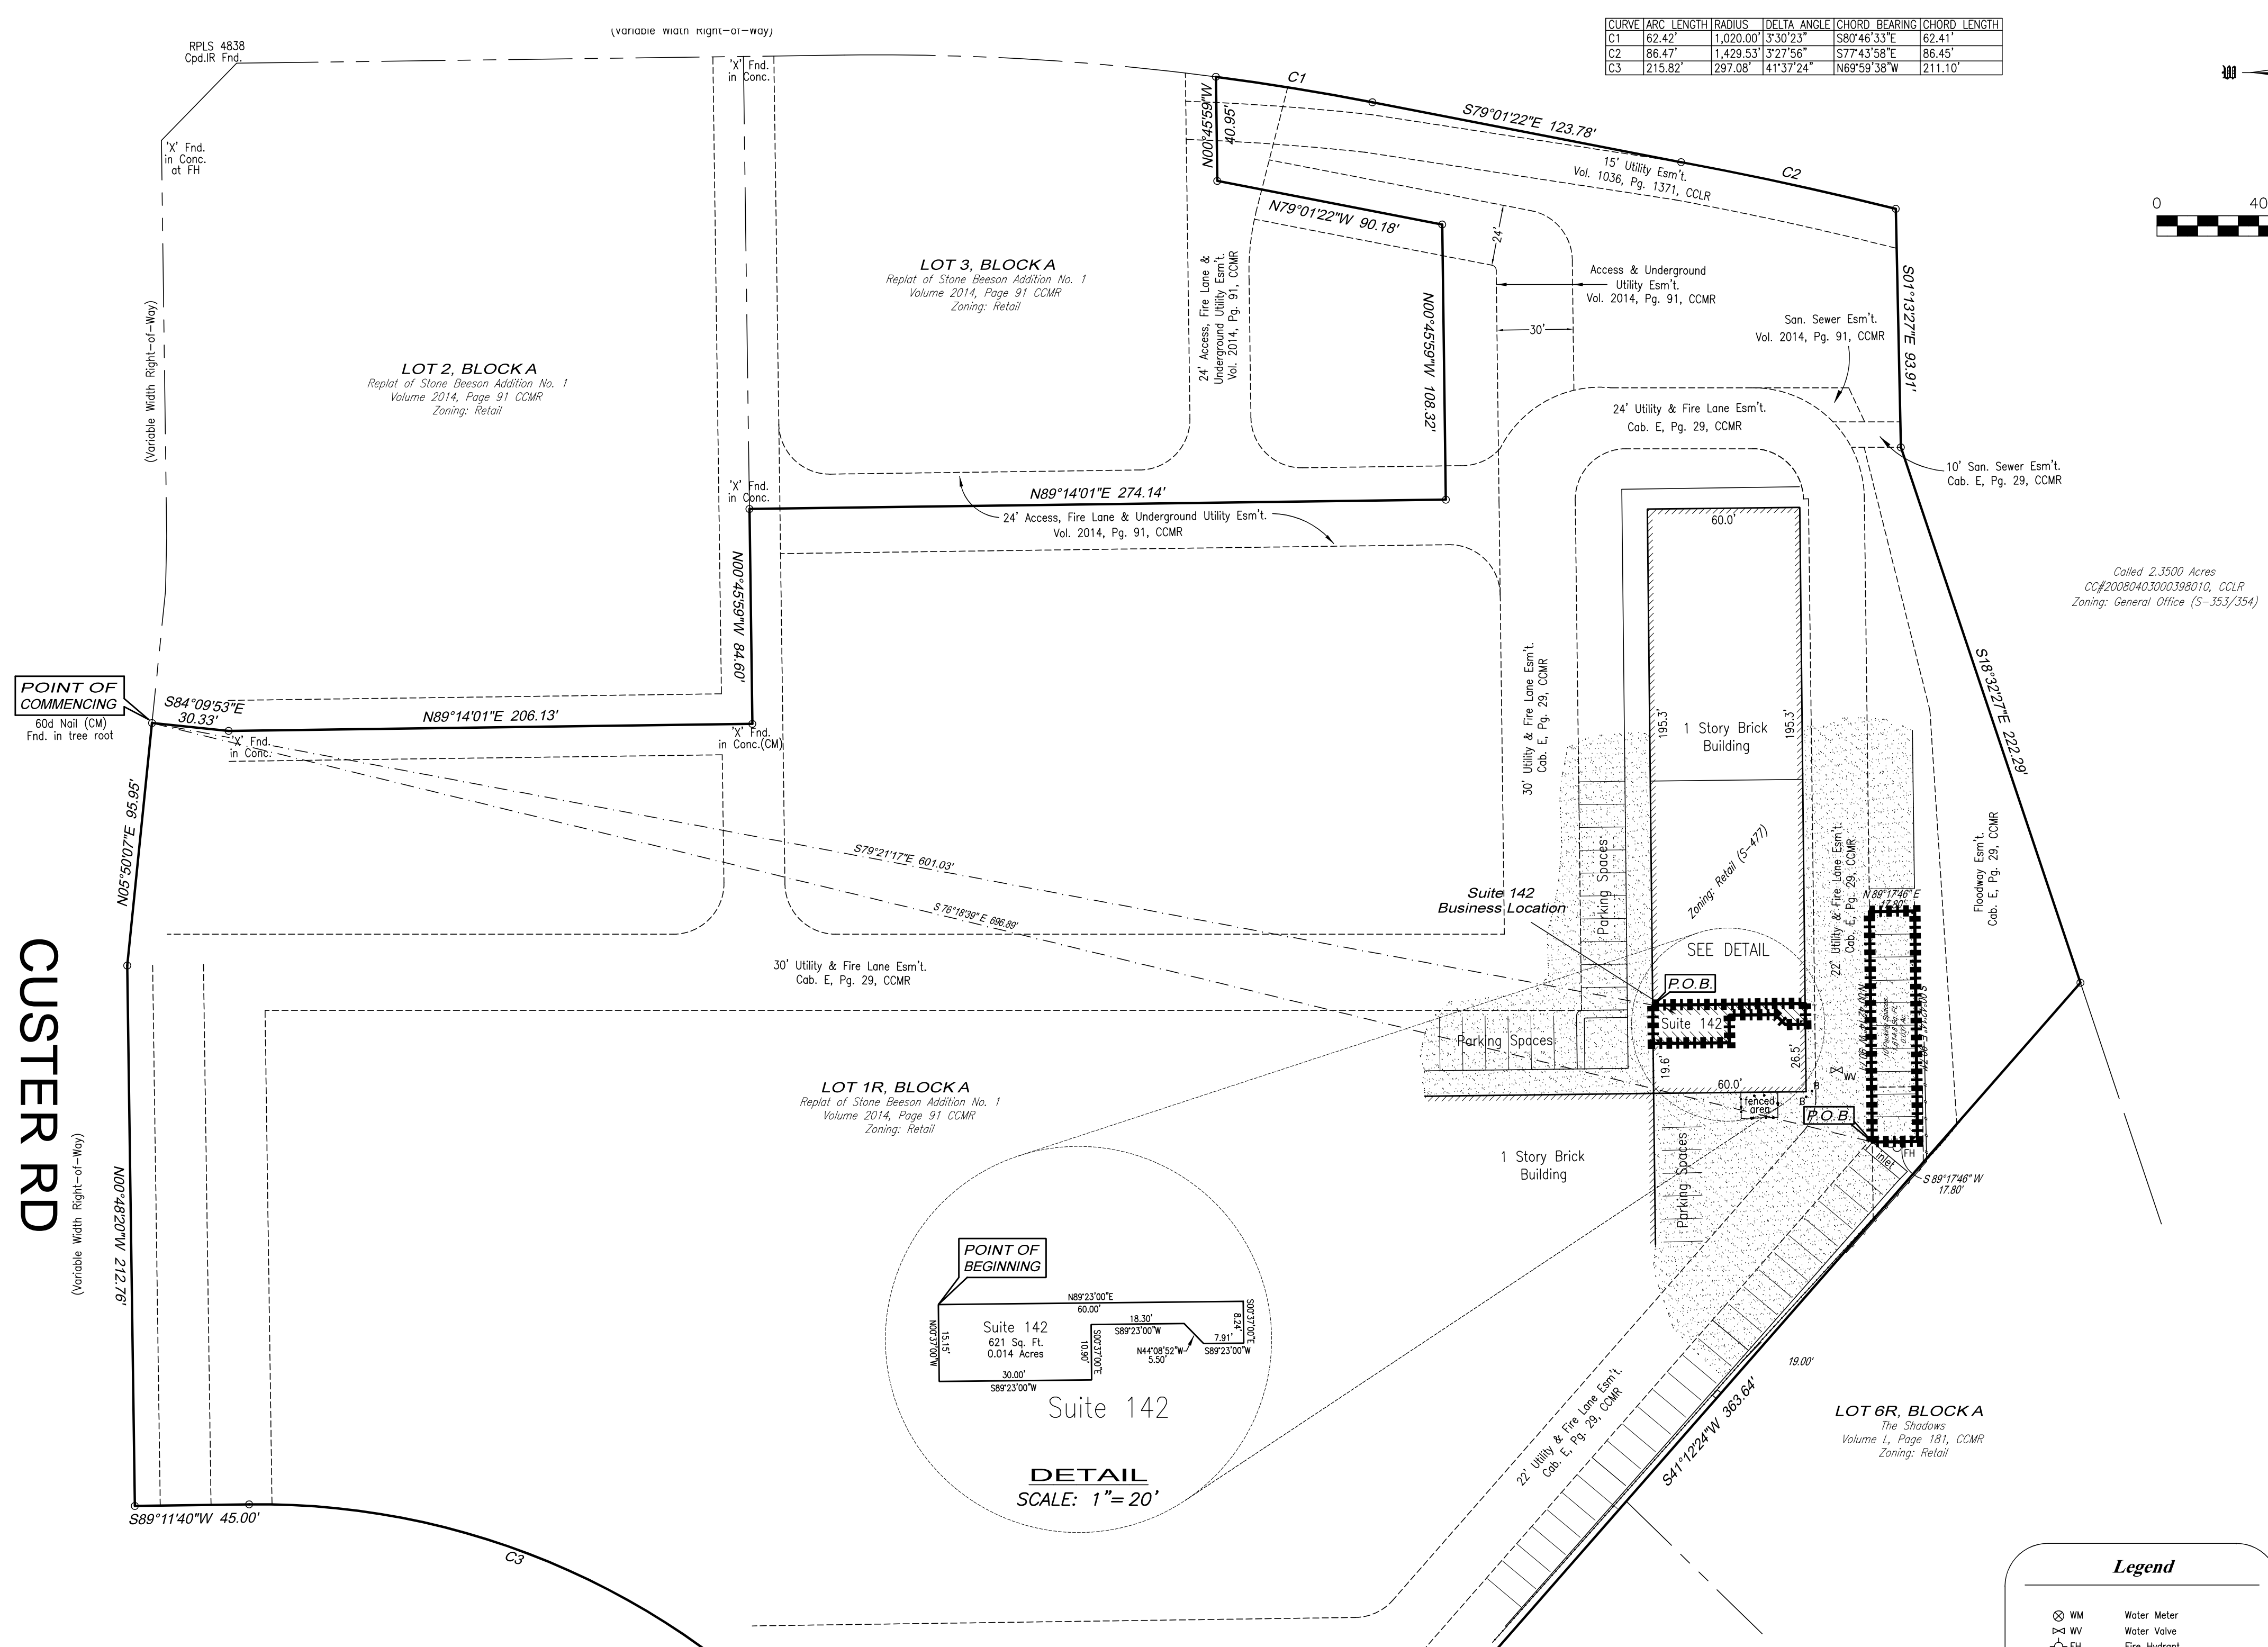 CURVE ARC LENGTH RADIUS DELTA ANGLE CHORD BEARING CHORD LENGTH
C1 62.42' 1,020.00' 3°30'23" S80°46'33"E 62.41'
C2 86.47' 1,429.53' 3°27'56" S77°43'58"E 86.45'
C3 215.82' 297.08' 41°37'24" N69°59'38"W 211.10'
(Variable Width Right-of-Way)
RPLS 4838
Cpd.IR Fnd.
'X' Fnd.
in Conc.
at FH
'X' Fnd.
in Conc.
C1
S79°01'22"E 123.78'
C2
N00°45'59"W
40.95'
15' Utility Esm't.
Vol. 1036, Pg. 1371, CCLR
N79°01'22"W 90.18'
24'
0
40
LOT 2, BLOCK A
Replat of Stone Beeson Addition No. 1
Volume 2014, Page 91 CCMR
Zoning: Retail
LOT 3, BLOCK A
Replat of Stone Beeson Addition No. 1
Volume 2014, Page 91 CCMR
Zoning: Retail
24' Access, Fire Lane &
Underground Utility Esm't.
Vol. 2014, Pg. 91, CCMR
N00°45'59"W 108.32'
Access & Underground
Utility Esm't.
Vol. 2014, Pg. 91, CCMR
30'
San. Sewer Esm't.
Vol. 2014, Pg. 91, CCMR
S01°13'27"E 93.91'
24' Utility & Fire Lane Esm't.
Cab. E, Pg. 29, CCMR
10' San. Sewer Esm't.
Cab. E, Pg. 29, CCMR
(Variable Width Right-of-Way)
'X' Fnd.
in Conc.
N89°14'01"E 274.14'
24' Access, Fire Lane & Underground Utility Esm't.
Vol. 2014, Pg. 91, CCMR
N00°45'59"W 84.60'
60.0'
Called 2.3500 Acres
CC#20080403000398010, CCLR
Zoning: General Office (S-353/354)
S18°32'27"E 222.29'
POINT OF
COMMENCING
60d Nail (CM)
Fnd. in tree root
S84°09'53"E
30.33'
'X' Fnd.
in Conc.
N89°14'01"E 206.13'
'X' Fnd.
in Conc.(CM)
30' Utility & Fire Lane Esm't.
Cab. E, Pg. 29, CCMR
195.3'
1 Story Brick
Building
195.3'
N05°50'07"E 95.95'
S79°21'17"E 601.03'
S 76°18'39" E 696.89'
Suite 142
Business Location
Parking Spaces
Zoning: Retail (S-477)
22' Utility & Fire Lane Esm't.
Cab. E, Pg. 29, CCMR
Floodway Esm't.
Cab. E, Pg. 29, CCMR
N 89°17'46" E
17.80'
SEE DETAIL
P.O.B.
Suite 142
Parking Spaces
19.6'
26.5'
60.0'
WV
B
B
fenced
area
P.O.B.
10 Parking Spaces
FH
inlet
S 89°17'46" W
17.80'
30' Utility & Fire Lane Esm't.
Cab. E, Pg. 29, CCMR
CUSTER RD
(Variable Width Right-of-Way)
N00°48'20"W 212.76'
LOT 1R, BLOCK A
Replat of Stone Beeson Addition No. 1
Volume 2014, Page 91 CCMR
Zoning: Retail
1 Story Brick
Building
Parking Spaces
POINT OF
BEGINNING
N89°23'00"E
60.00'
S00°37'00"E
8.24'
18.30'
S89°23'00"W
7.91'
S89°23'00"W
N44°08'52"W
5.50'
S00°37'00"E
10.90'
N00°37'00"W
15.15'
Suite 142
621 Sq. Ft.
0.014 Acres
30.00'
S89°23'00"W
Suite 142
DETAIL
SCALE: 1"=20'
22' Utility & Fire Lane Esm't.
Cab. E, Pg. 29, CCMR
S41°12'24"W 363.64'
19.00'
LOT 6R, BLOCK A
The Shadows
Volume L, Page 181, CCMR
Zoning: Retail
S89°11'40"W 45.00'
C3
Legend
WM Water Meter
WV Water Valve
FH Fire Hydrant